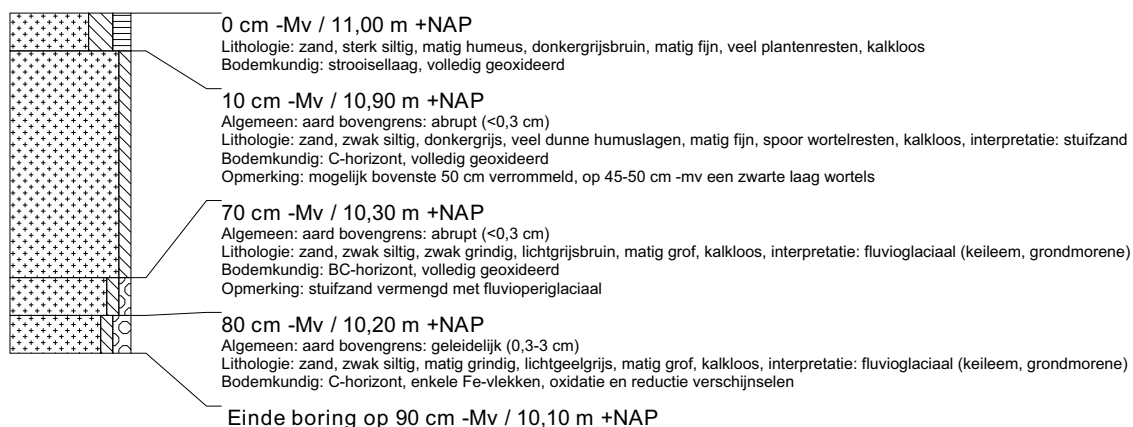 0 cm -Mv / 11,00 m +NAP
Lithologie: zand, sterk siltig, matig humeus, donkergrijsbruin, matig fijn, veel plantenresten, kalkloos
Bodemkundig: strooisellaag, volledig geoxideerd
10 cm -Mv / 10,90 m +NAP
Algemeen: aard bovengrens: abrupt (<0,3 cm)
Lithologie: zand, zwak siltig, donkergrijs, veel dunne humuslagen, matig fijn, spoor wortelresten, kalkloos, interpretatie: stuifzand
Bodemkundig: C-horizont, volledig geoxideerd
Opmerking: mogelijk bovenste 50 cm verrommeld, op 45-50 cm -mv een zwarte laag wortels
70 cm -Mv / 10,30 m +NAP
Algemeen: aard bovengrens: abrupt (<0,3 cm)
Lithologie: zand, zwak siltig, zwak grindig, lichtgrijsbruin, matig grof, kalkloos, interpretatie: fluvioglaciaal (keileem, grondmorene)
Bodemkundig: BC-horizont, volledig geoxideerd
Opmerking: stuifzand vermengd met fluvioperiglaciaal
80 cm -Mv / 10,20 m +NAP
Algemeen: aard bovengrens: geleidelijk (0,3-3 cm)
Lithologie: zand, zwak siltig, matig grindig, lichtgeelgrijs, matig grof, kalkloos, interpretatie: fluvioglaciaal (keileem, grondmorene)
Bodemkundig: C-horizont, enkele Fe-vlekken, oxidatie en reductie verschijnselen
Einde boring op 90 cm -Mv / 10,10 m +NAP